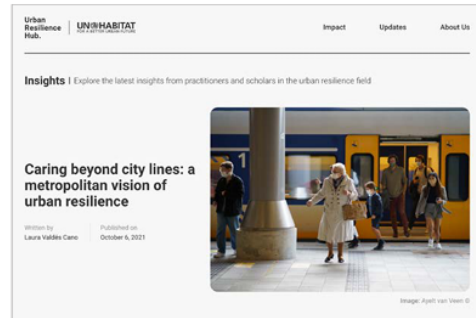 Urban
Resilience
Hub.
UN HABITAT
FOR A BETTER URBAN FUTURE
Impact
Updates
About Us
Insights | Explore the latest insights from practitioners and scholars in the urban resilience field
Caring beyond city lines: a
metropolitan vision of
urban resilience
Written by
Laura Valdés Cano
Published on
October 6, 2021
1
Image: Ayelt van Veen ©